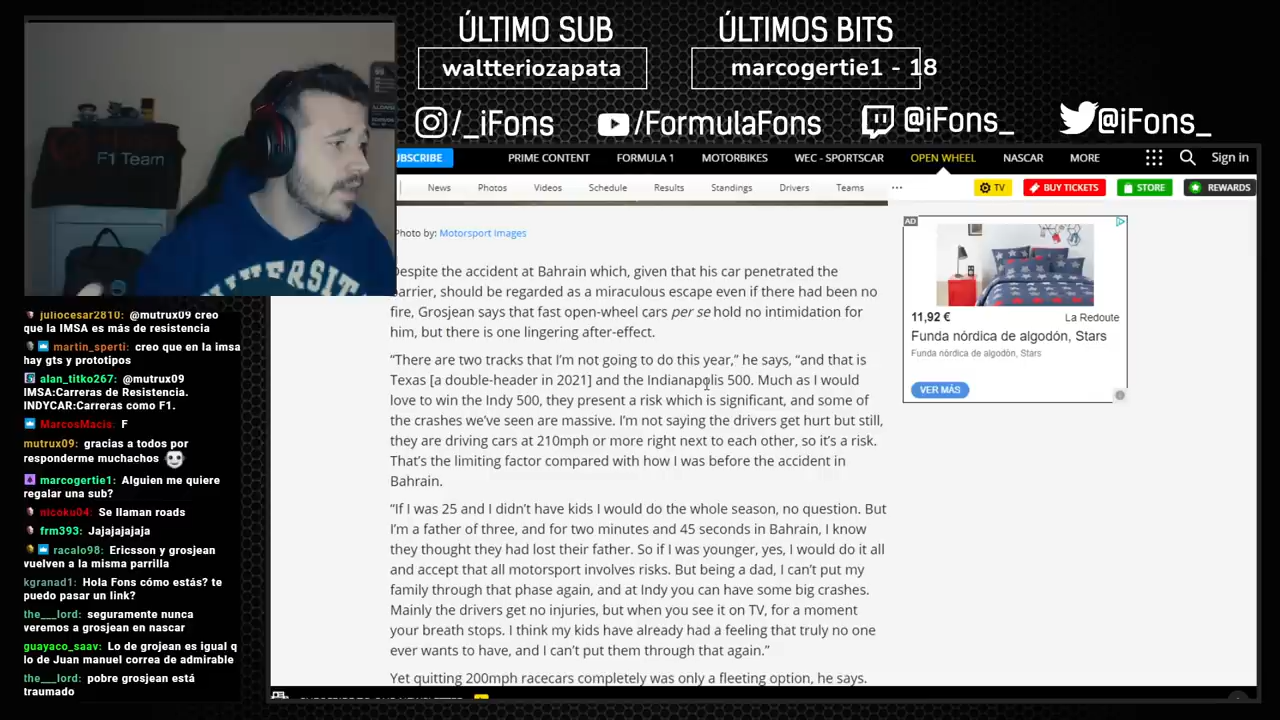 ÚLTIMO SUB
waltteriozapata
ÚLTIMOS BITS
marcogertie1 - 18
/_iFons
/FormulaFons
@iFons_
@iFons_
F1 Team
UNIVERSIT
UBSCRIBE
PRIME CONTENT
FORMULA 1
MOTORBIKES
WEC - SPORTSCAR
OPEN WHEEL
NASCAR
MORE
Sign in
News
Photos
Videos
Schedule
Results
Standings
Drivers
Teams
...
TV
BUY TICKETS
STORE
REWARDS
Photo by: Motorsport Images
Despite the accident at Bahrain which, given that his car penetrated the
barrier, should be regarded as a miraculous escape even if there had been no
fire, Grosjean says that fast open-wheel cars per se hold no intimidation for
him, but there is one lingering after-effect.
“There are two tracks that I’m not going to do this year,” he says, “and that is
Texas [a double-header in 2021] and the Indianapolis 500. Much as I would
love to win the Indy 500, they present a risk which is significant, and some of
the crashes we’ve seen are massive. I’m not saying the drivers get hurt but still,
they are driving cars at 210mph or more right next to each other, so it’s a risk.
That’s the limiting factor compared with how I was before the accident in
Bahrain.
“If I was 25 and I didn’t have kids I would do the whole season, no question. But
I’m a father of three, and for two minutes and 45 seconds in Bahrain, I know
they thought they had lost their father. So if I was younger, yes, I would do it all
and accept that all motorsport involves risks. But being a dad, I can’t put my
family through that phase again, and at Indy you can have some big crashes.
Mainly the drivers get no injuries, but when you see it on TV, for a moment
your breath stops. I think my kids have already had a feeling that truly no one
ever wants to have, and I can’t put them through that again.”
Yet quitting 200mph racecars completely was only a fleeting option, he says.
AD
11,92 €
La Redoute
Funda nórdica de algodón, Stars
Funda nórdica de algodón, Stars
VER MÁS
juliocesar2810: @mutrux09 creo
que la IMSA es más de resistencia
martin_sperti: creo que en la imsa
hay gts y prototipos
alan_titko267: @mutrux09
IMSA:Carreras de Resistencia.
INDYCAR:Carreras como F1.
MarcosMacis: F
mutrux09: gracias a todos por
responderme muchachos
marcogertie1: Alguien me quiere
regalar una sub?
nicoku04: Se llaman roads
frm393: Jajajajajaja
racalo98: Ericsson y grosjean
vuelven a la misma parrilla
kgranad1: Hola Fons cómo estás? te
puedo pasar un link?
the___lord: seguramente nunca
veremos a grosjean en nascar
guayaco_saav: Lo de grojean es igual q
lo de Juan manuel correa de admirable
the___lord: pobre grosjean está
traumado